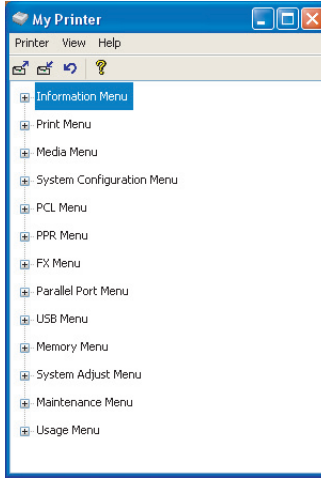 My Printer
Printer View Help
Information Menu
Print Menu
Media Menu
System Configuration Menu
PCL Menu
PPR Menu
FX Menu
Parallel Port Menu
USB Menu
Memory Menu
System Adjust Menu
Maintenance Menu
Usage Menu